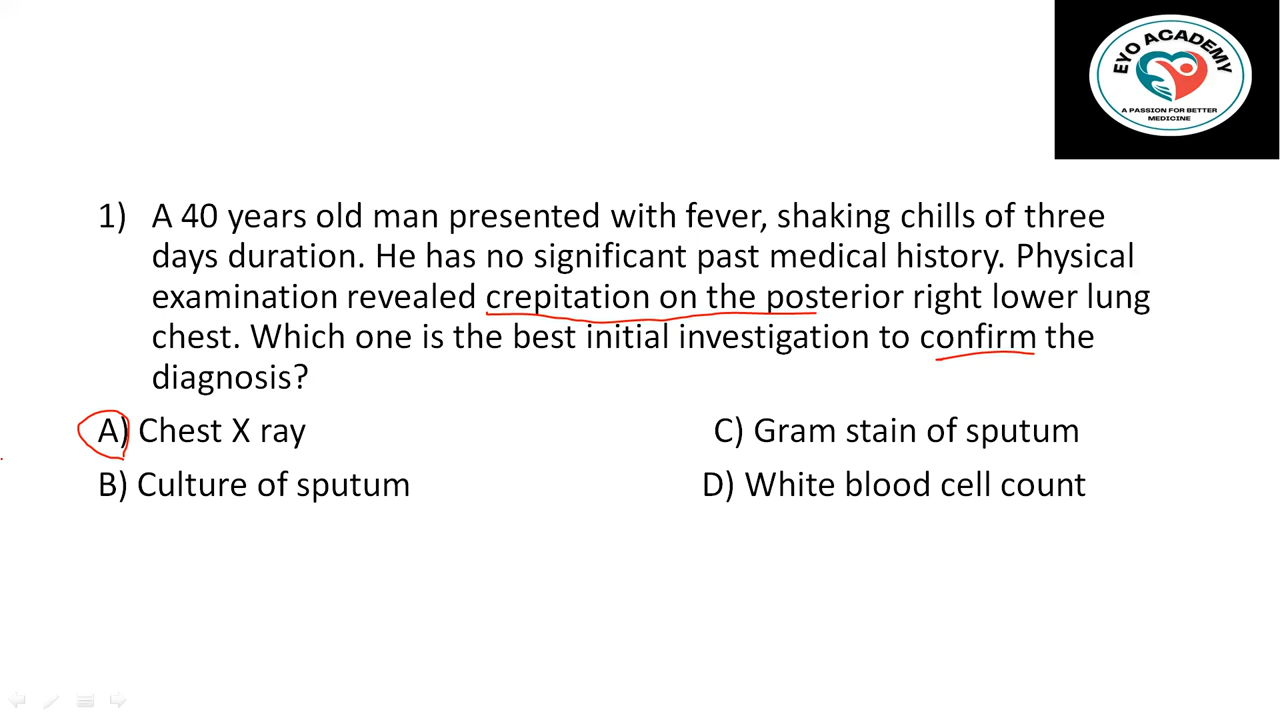 EYO ACADEMY
A PASSION FOR BETTER
MEDICINE
1) A 40 years old man presented with fever, shaking chills of three
days duration. He has no significant past medical history. Physical
examination revealed crepitation on the posterior right lower lung
chest. Which one is the best initial investigation to confirm the
diagnosis?
A) Chest X ray C) Gram stain of sputum
B) Culture of sputum D) White blood cell count